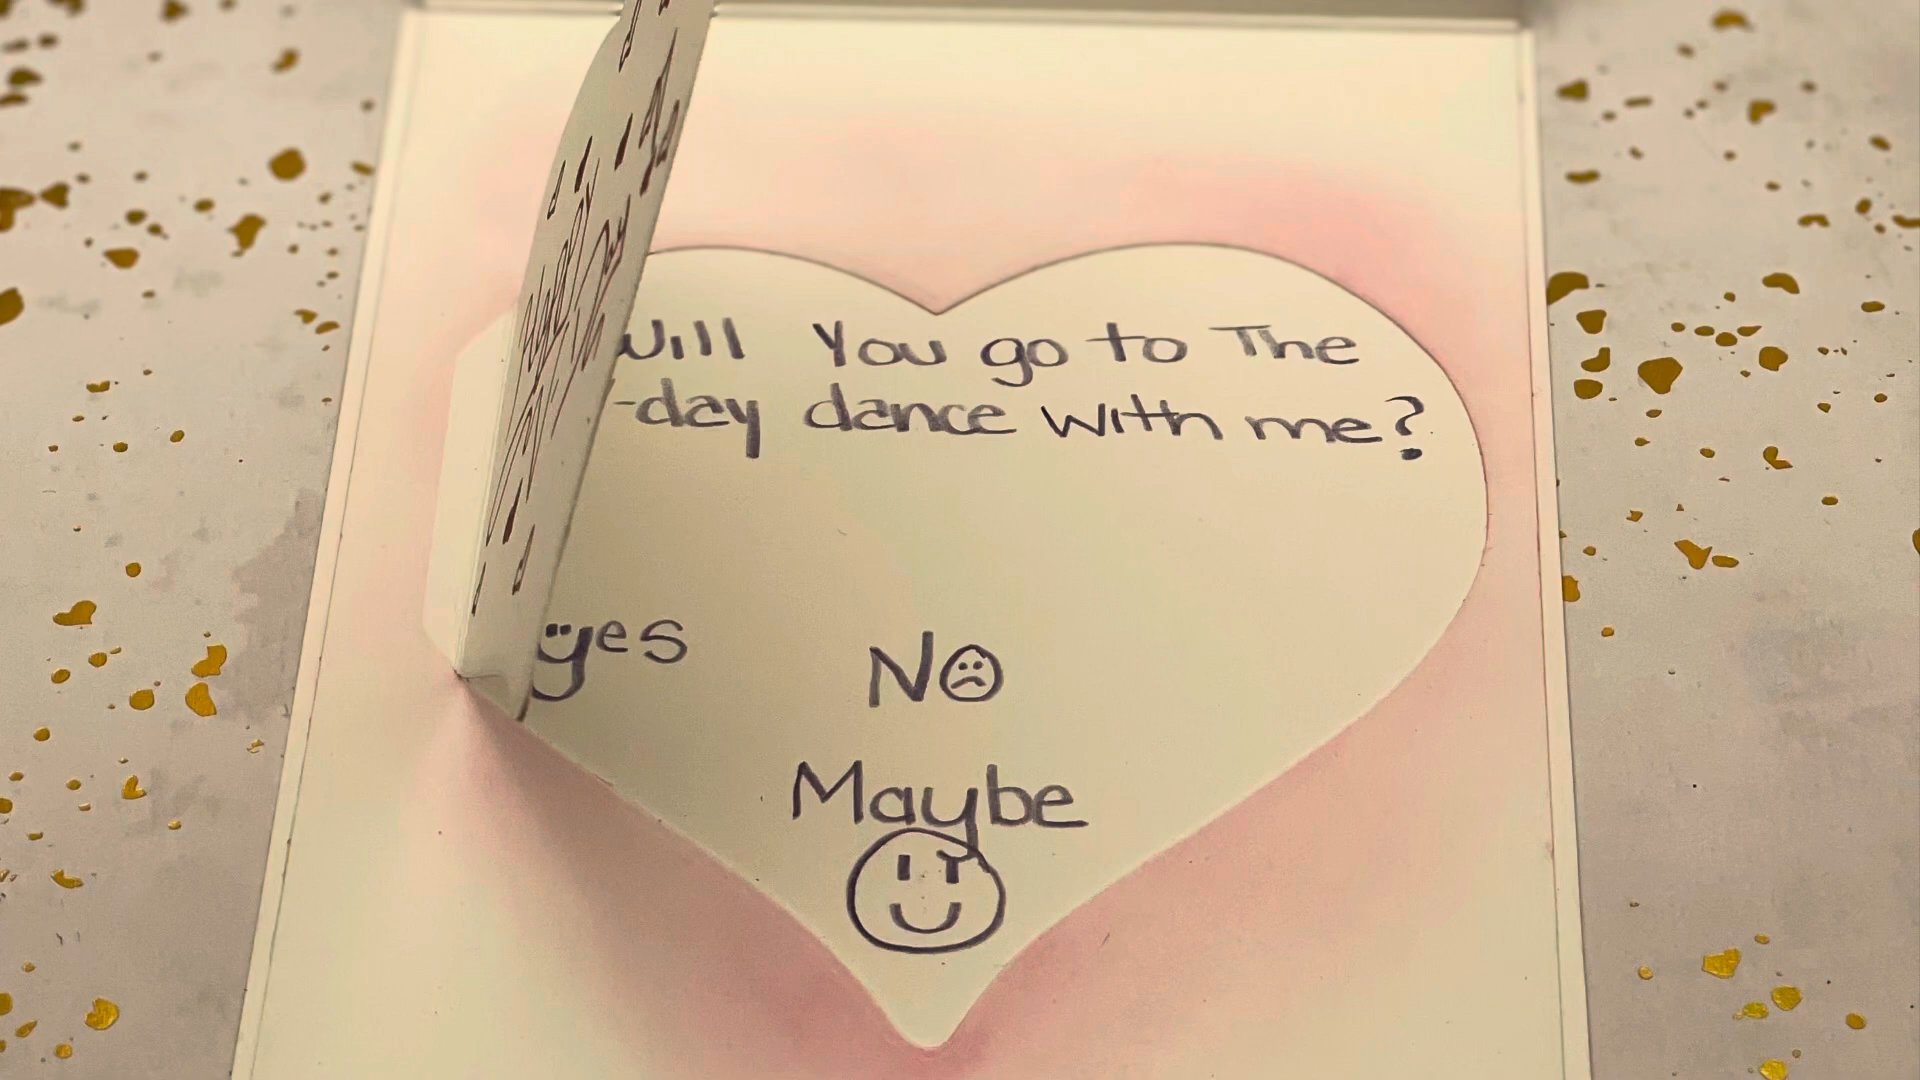 Will You go to The
-day dance with me?
yes
No
Maybe